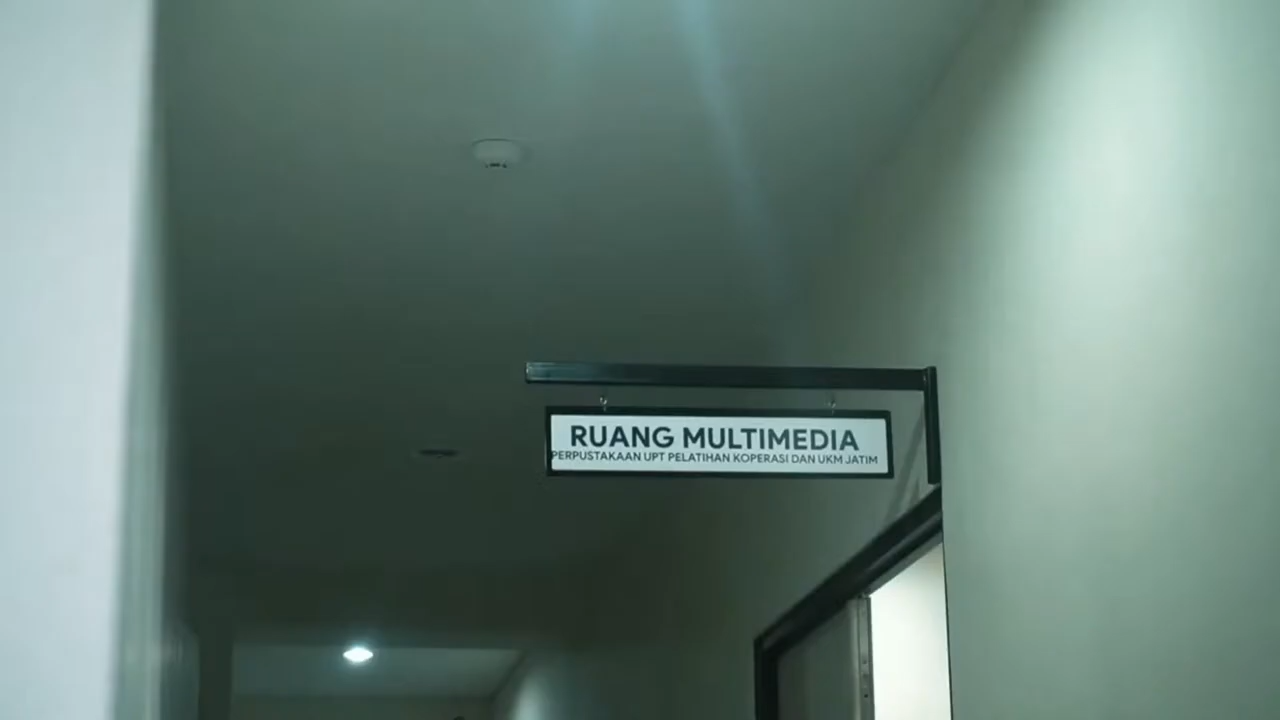 RUANG MULTIMEDIA
PERPUSTAKAAN UPT PELATIHAN KOPERASI DAN UKM JATIM